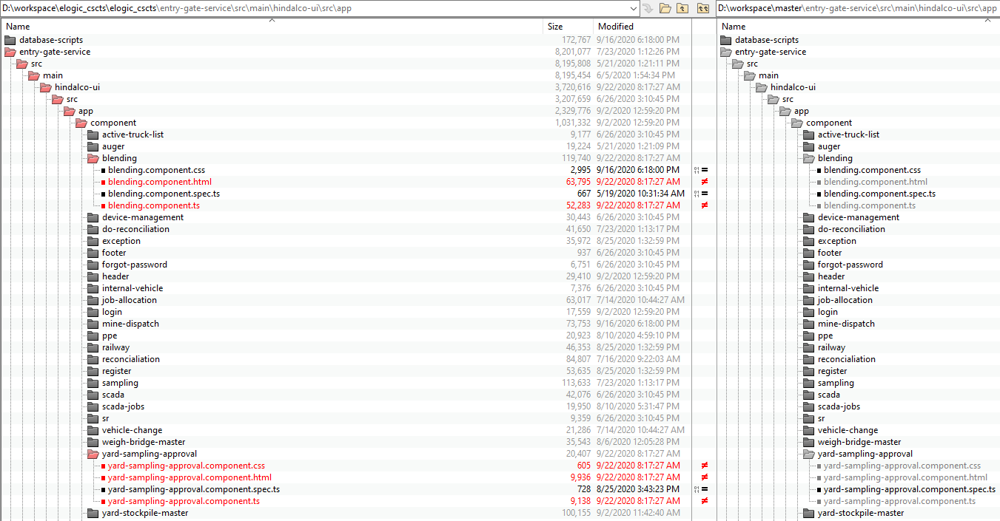 D:\workspace\elogic_cscts\elogic_cscts\entry-gate-service\src\main\hindalco-ui\src\app D:\workspace\master\entry-gate-service\src\main\hindalco-ui\src\app
Name Size Modified Name
database-scripts 172,767 9/16/2020 6:18:00 PM database-scripts
entry-gate-service 8,201,077 7/23/2020 1:12:26 PM entry-gate-service
src 8,195,808 5/21/2020 1:21:11 PM src
main 8,195,454 6/5/2020 1:54:34 PM main
hindalco-ui 3,720,616 9/22/2020 8:17:27 AM hindalco-ui
src 3,207,659 6/26/2020 3:10:45 PM src
app 2,329,776 9/2/2020 12:59:20 PM app
component 1,031,332 9/2/2020 12:59:20 PM component
active-truck-list 9,177 6/26/2020 3:10:45 PM active-truck-list
auger 19,224 5/21/2020 1:21:09 PM auger
blending 119,740 9/22/2020 8:17:27 AM blending
blending.component.css 2,995 9/16/2020 6:18:00 PM = blending.component.css
blending.component.html 63,795 9/22/2020 8:17:27 AM ≠ blending.component.html
blending.component.spec.ts 667 5/19/2020 10:31:34 AM = blending.component.spec.ts
blending.component.ts 52,283 9/22/2020 8:17:27 AM ≠ blending.component.ts
device-management 30,443 6/26/2020 3:10:45 PM device-management
do-reconciliation 41,650 7/23/2020 1:13:17 PM do-reconciliation
exception 35,972 8/25/2020 1:32:59 PM exception
footer 937 6/26/2020 3:10:45 PM footer
forgot-password 6,751 6/26/2020 3:10:45 PM forgot-password
header 29,410 9/2/2020 12:59:20 PM header
internal-vehicle 7,376 6/26/2020 3:10:45 PM internal-vehicle
job-allocation 63,017 7/14/2020 10:44:27 AM job-allocation
login 17,559 9/2/2020 12:59:20 PM login
mine-dispatch 73,753 9/16/2020 6:18:00 PM mine-dispatch
ppe 20,923 8/10/2020 4:59:10 PM ppe
railway 46,353 8/25/2020 1:32:59 PM railway
reconcialiation 84,807 7/16/2020 9:22:03 AM reconcialiation
register 53,635 8/25/2020 1:32:59 PM register
sampling 113,633 7/23/2020 1:13:17 PM sampling
scada 42,076 6/26/2020 3:10:45 PM scada
scada-jobs 19,950 8/10/2020 5:31:47 PM scada-jobs
sr 9,359 6/26/2020 3:10:45 PM sr
vehicle-change 21,286 7/14/2020 10:44:27 AM vehicle-change
weigh-bridge-master 35,543 8/6/2020 12:05:28 PM weigh-bridge-master
yard-sampling-approval 20,407 9/22/2020 8:17:27 AM yard-sampling-approval
yard-sampling-approval.component.css 605 9/22/2020 8:17:27 AM ≠ yard-sampling-approval.component.css
yard-sampling-approval.component.html 9,936 9/22/2020 8:17:27 AM ≠ yard-sampling-approval.component.html
yard-sampling-approval.component.spec.ts 728 8/25/2020 3:43:23 PM = yard-sampling-approval.component.spec.ts
yard-sampling-approval.component.ts 9,138 9/22/2020 8:17:27 AM ≠ yard-sampling-approval.component.ts
yard-stockpile-master 100,155 9/2/2020 11:42:40 AM yard-stockpile-master